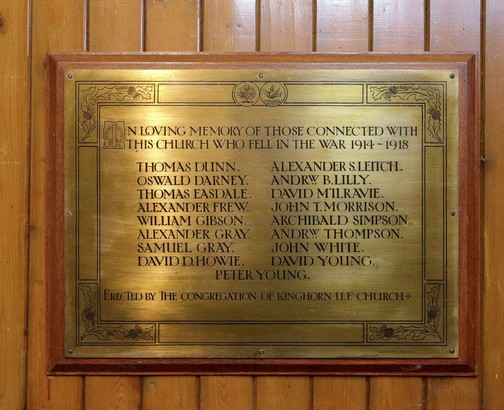 IN LOVING MEMORY OF THOSE CONNECTED WITH
THIS CHURCH WHO FELL IN THE WAR 1914-1918
THOMAS DUNN.
OSWALD DARNEY.
THOMAS EASDALE.
ALEXANDER FREW.
WILLIAM GIBSON.
ALEXANDER GRAY.
SAMUEL GRAY.
DAVID D. HOWIE.
ALEXANDER S. LEITCH.
ANDRW. B. LILLY.
DAVID MILRAVIE.
JOHN T. MORRISON.
ARCHIBALD SIMPSON.
ANDRW THOMPSON.
JOHN WHITE.
DAVID YOUNG.
PETER YOUNG.
ERECTED BY THE CONGREGATION OF KINGHORN U.F. CHURCH